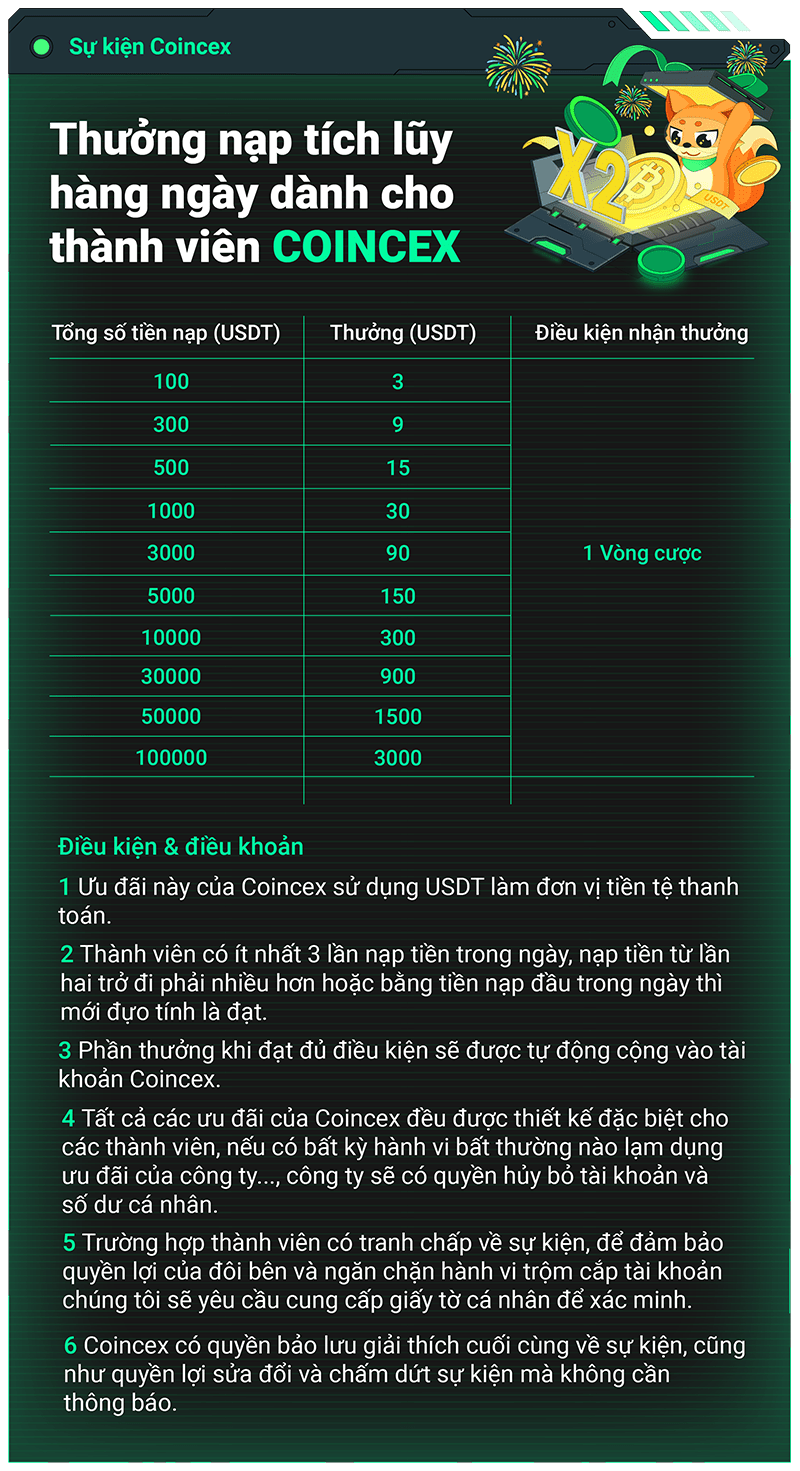 Sự kiện Coincex
Thưởng nạp tích lũy
hàng ngày dành cho
thành viên COINCEX
X2
USDT
Tổng số tiền nạp (USDT) Thưởng (USDT) Điều kiện nhận thưởng
100 3
300 9
500 15
1000 30
3000 90 1 Vòng cược
5000 150
10000 300
30000 900
50000 1500
100000 3000
Điều kiện & điều khoản
1 Ưu đãi này của Coincex sử dụng USDT làm đơn vị tiền tệ thanh
toán.
2 Thành viên có ít nhất 3 lần nạp tiền trong ngày, nạp tiền từ lần
hai trở đi phải nhiều hơn hoặc bằng tiền nạp đầu trong ngày thì
mới đựo tính là đạt.
3 Phần thưởng khi đạt đủ điều kiện sẽ được tự động cộng vào tài
khoản Coincex.
4 Tất cả các ưu đãi của Coincex đều được thiết kế đặc biệt cho
các thành viên, nếu có bất kỳ hành vi bất thường nào lạm dụng
ưu đãi của công ty..., công ty sẽ có quyền hủy bỏ tài khoản và
số dư cá nhân.
5 Trường hợp thành viên có tranh chấp về sự kiện, để đảm bảo
quyền lợi của đôi bên và ngăn chặn hành vi trộm cắp tài khoản
chúng tôi sẽ yêu cầu cung cấp giấy tờ cá nhân để xác minh.
6 Coincex có quyền bảo lưu giải thích cuối cùng về sự kiện, cũng
như quyền lợi sửa đổi và chấm dứt sự kiện mà không cần
thông báo.